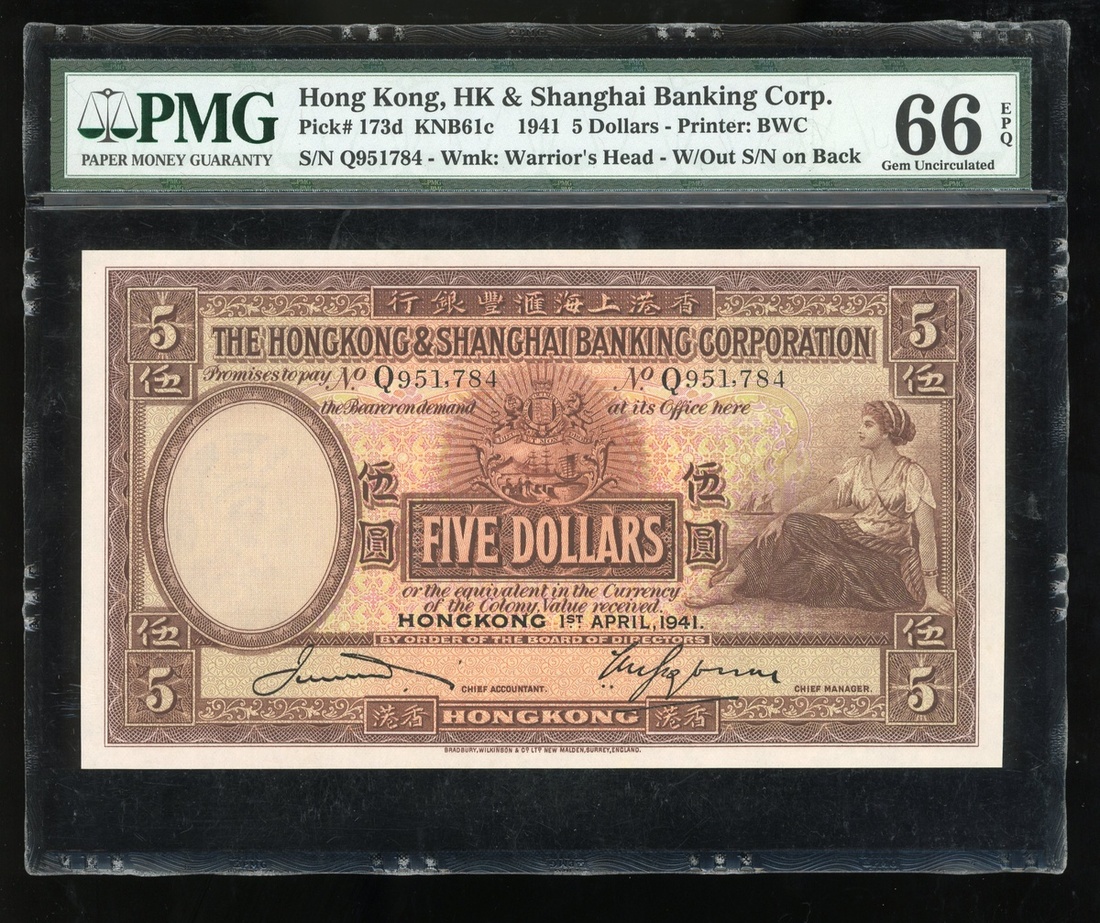 PMG
PAPER MONEY GUARANTY
Hong Kong, HK & Shanghai Banking Corp.
Pick# 173d KNB61c 1941 5 Dollars - Printer: BWC
S/N Q951784 - Wmk: Warrior's Head - W/Out S/N on Back
66
EPQ
Gem Uncirculated
行銀豐滙海上港香
5 5
THE HONGKONG & SHANGHAI BANKING CORPORATION
伍 Promises to pay No Q951,784 No Q951,784 伍
the Bearer on demand at its Office here
伍圓 伍圓
FIVE DOLLARS
or the equivalent in the Currency
of the Colony, Value received.
HONGKONG 1ST APRIL, 1941.
伍 BY ORDER OF THE BOARD OF DIRECTORS 伍
5 CHIEF ACCOUNTANT. CHIEF MANAGER. 5
港香 HONGKONG 港香
BRADBURY, WILKINSON & Co LTD NEW MALDEN, SURREY, ENGLAND.